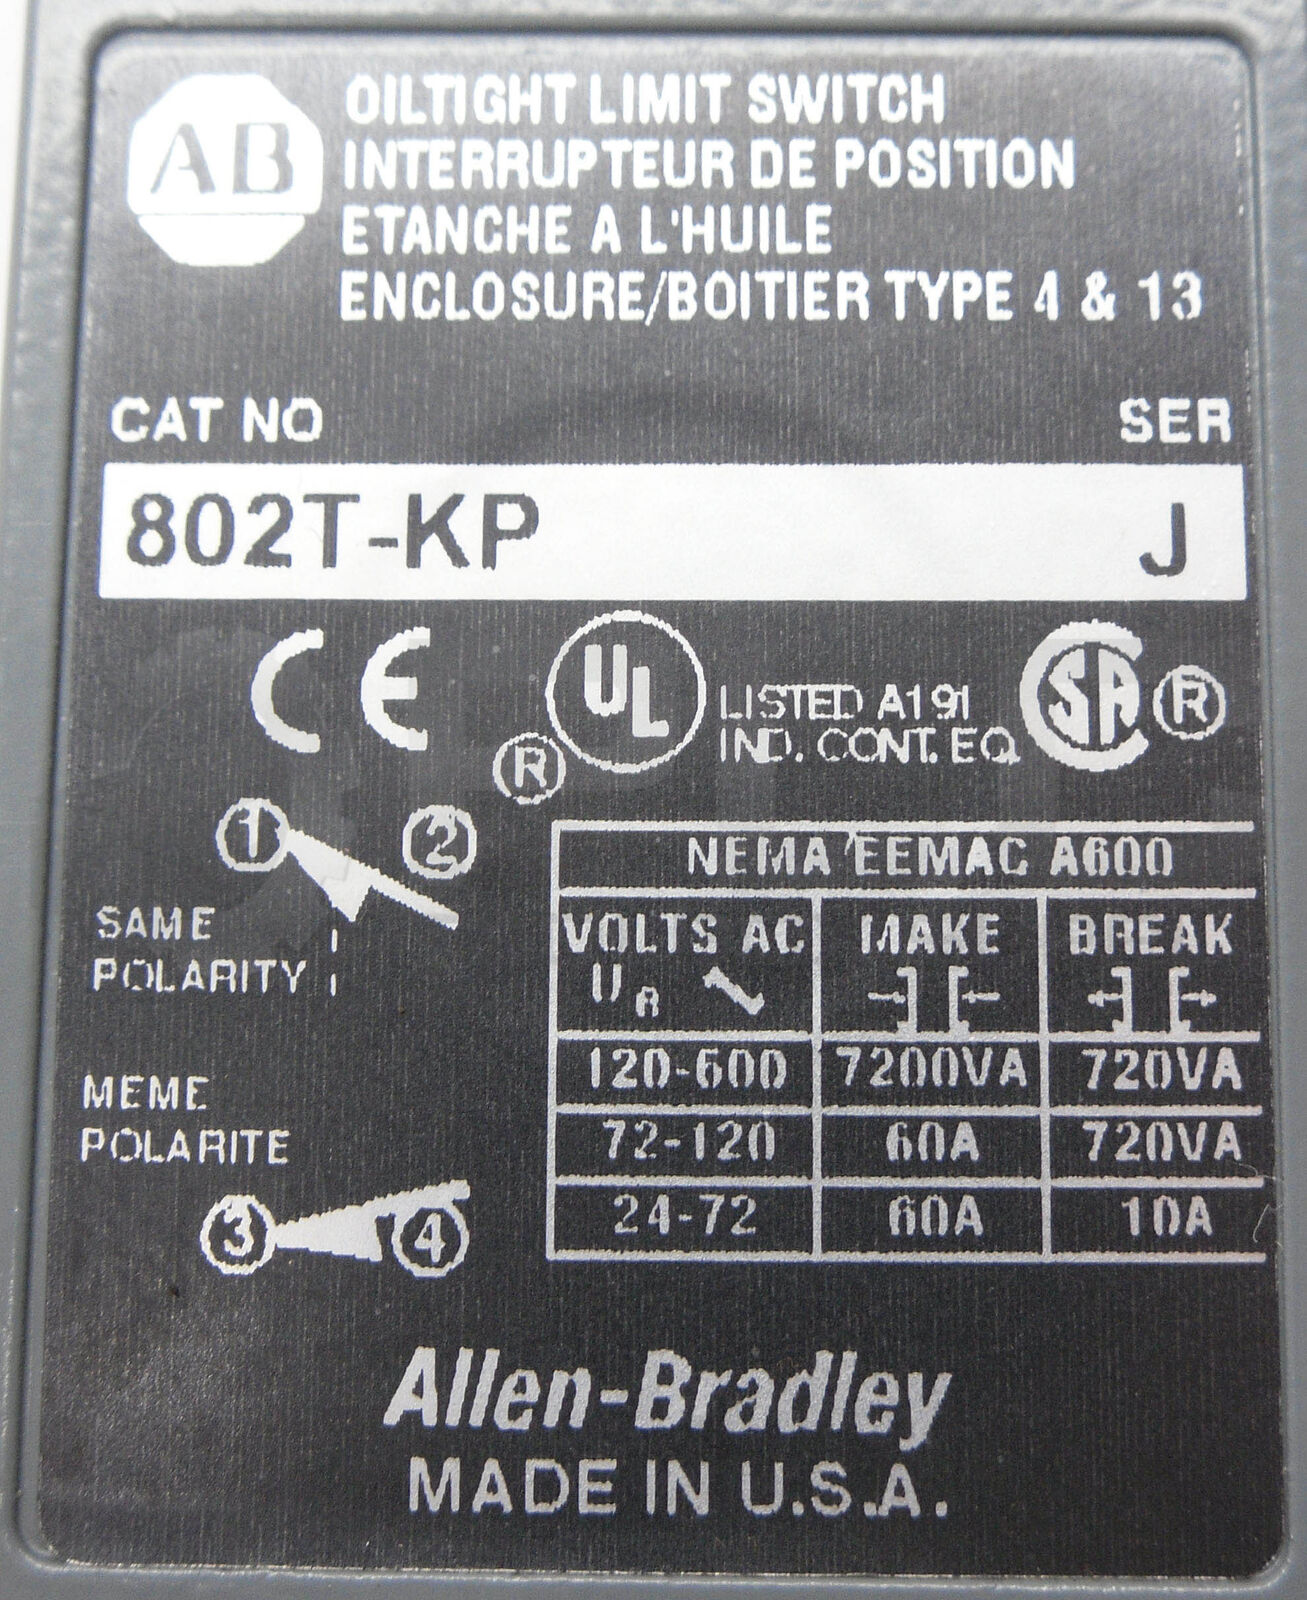 AB
OILTIGHT LIMIT SWITCH
INTERRUPTEUR DE POSITION
ETANCHE A L'HUILE
ENCLOSURE/BOITIER TYPE 4 & 13
CAT NO SER
802T-KP J
CE
UL
LISTED A191
IND. CONT. EQ.
®
SA ®
1 2
SAME
POLARITY
MEME
POLARITE
3 4
NEMA/EEMAC A600
VOLTS AC MAKE BREAK
UR
120-600 7200VA 720VA
72-120 60A 720VA
24-72 60A 10A
Allen-Bradley
MADE IN U.S.A.